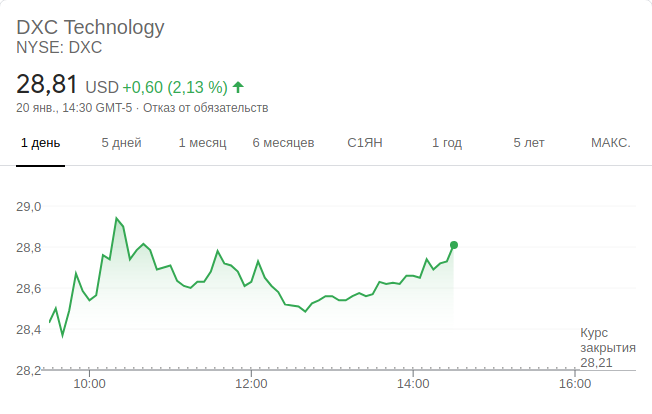 DXC Technology
NYSE: DXC
28,81 USD +0,60 (2,13 %)
20 янв., 14:30 GMT-5 · Отказ от обязательств
1 день 5 дней 1 месяц 6 месяцев С1ЯН 1 год 5 лет МАКС.
29,0
28,8
28,6
28,4
28,2
Курс
закрытия
28,21
10:00 12:00 14:00 16:00